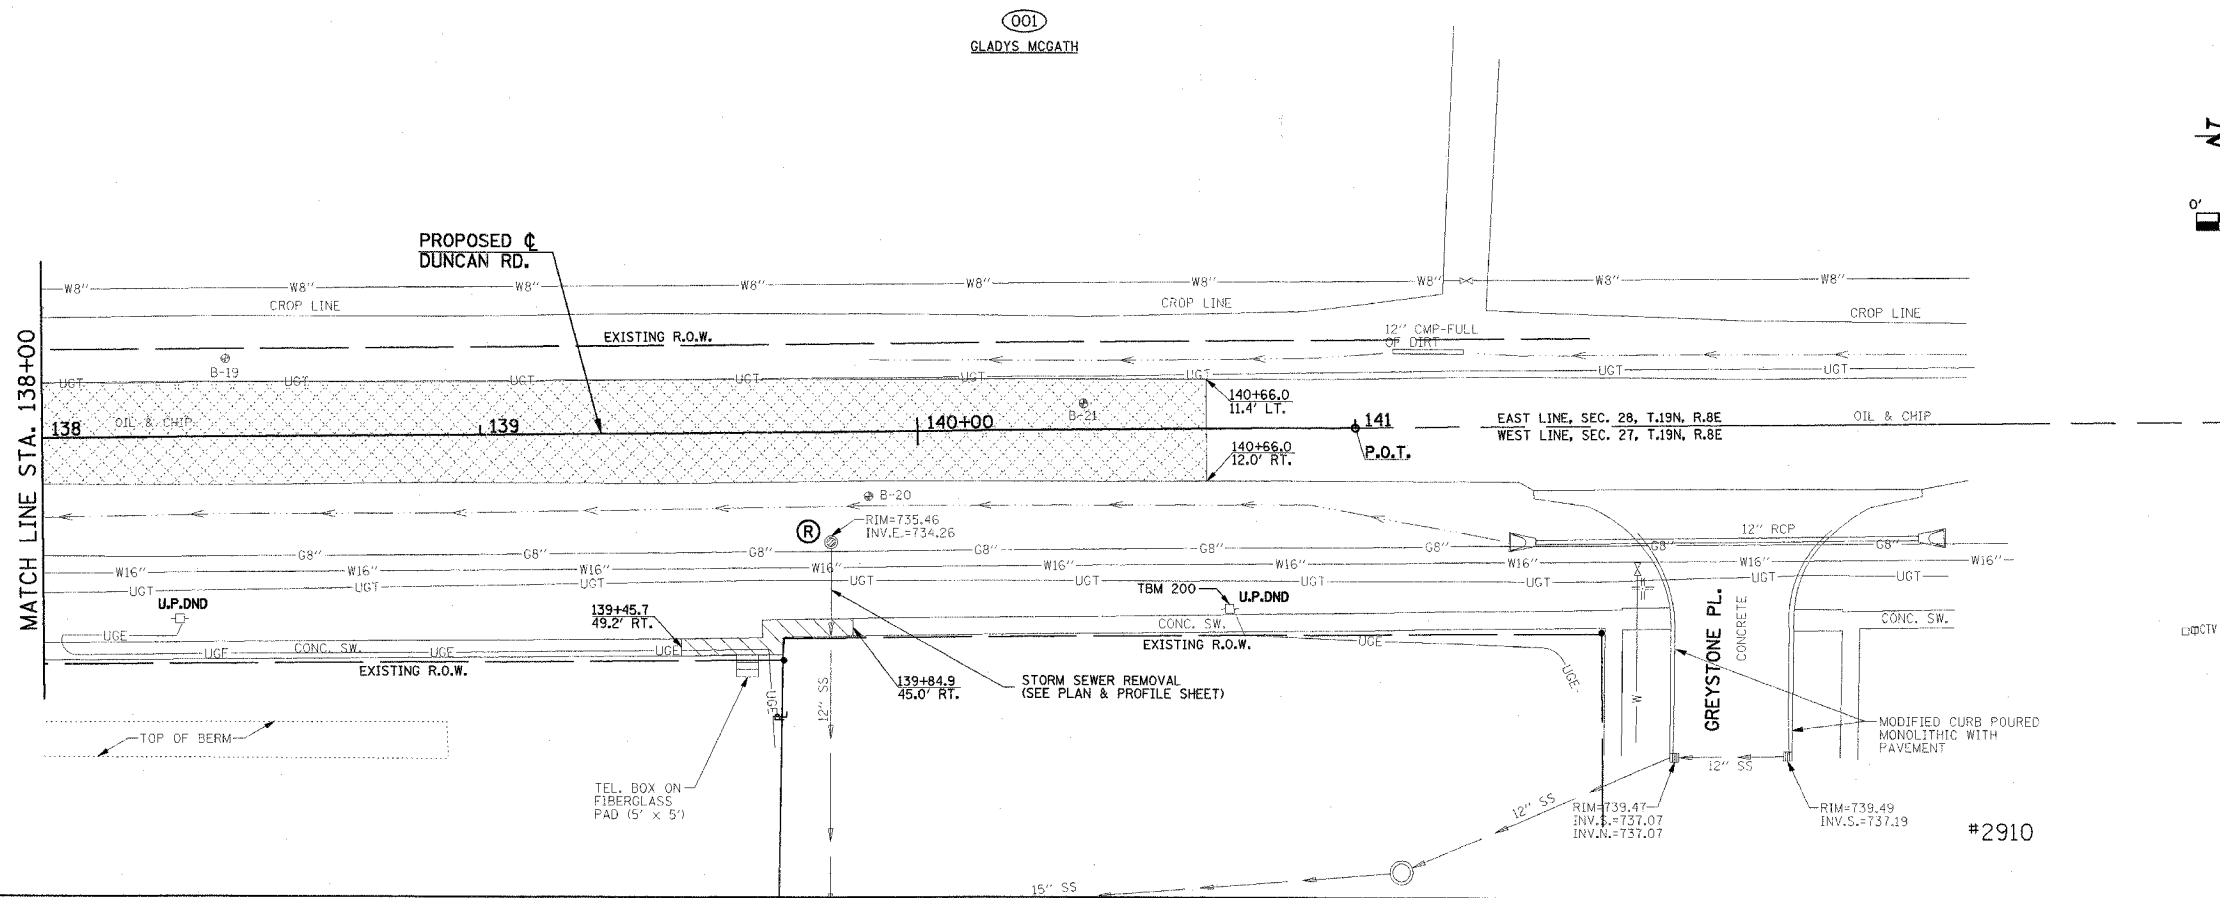 001
GLADYS MCGATH
N
0'
PROPOSED ℄
DUNCAN RD.
W8" W8" W8" W8" W8" W8" W8" W8" W8"
CROP LINE CROP LINE CROP LINE
EXISTING R.O.W.
12" CMP-FULL
OF DIRT
B-19
UGT UGT UGT UGT UGT UGT UGT UGT
MATCH LINE STA. 138+00
140+66.0
11.4' LT.
B-21
OIL & CHIP
138 139 140+00 141
P.O.T.
EAST LINE, SEC. 28, T.19N, R.8E
WEST LINE, SEC. 27, T.19N, R.8E
OIL & CHIP
140+66.0
12.0' RT.
B-20
R
RIM=735.46
INV.E.=734.26
12" RCP
G8" G8" G8" G8" G8" G8" G8" G8"
W16" W16" W16" W16" W16" W16" W16" W16"
UGT UGT UGT UGT UGT UGT UGT UGT UGT
U.P.DND
TBM 200
U.P.DND
139+45.7
49.2' RT.
UGE
CONC. SW.
UGE UGE UGE
EXISTING R.O.W.
CONC. SW.
EXISTING R.O.W.
UGE
UGE
CONC. SW.
CTV
GREYSTONE PL.
CONCRETE
W
139+84.9
45.0' RT.
STORM SEWER REMOVAL
(SEE PLAN & PROFILE SHEET)
UGE
12" SS
TOP OF BERM
MODIFIED CURB POURED
MONOLITHIC WITH
PAVEMENT
TEL. BOX ON
FIBERGLASS
PAD (5' x 5')
12" SS
12" SS
RIM=739.47
INV.S.=737.07
INV.N.=737.07
RIM=739.49
INV.S.=737.19
#2910
15" SS